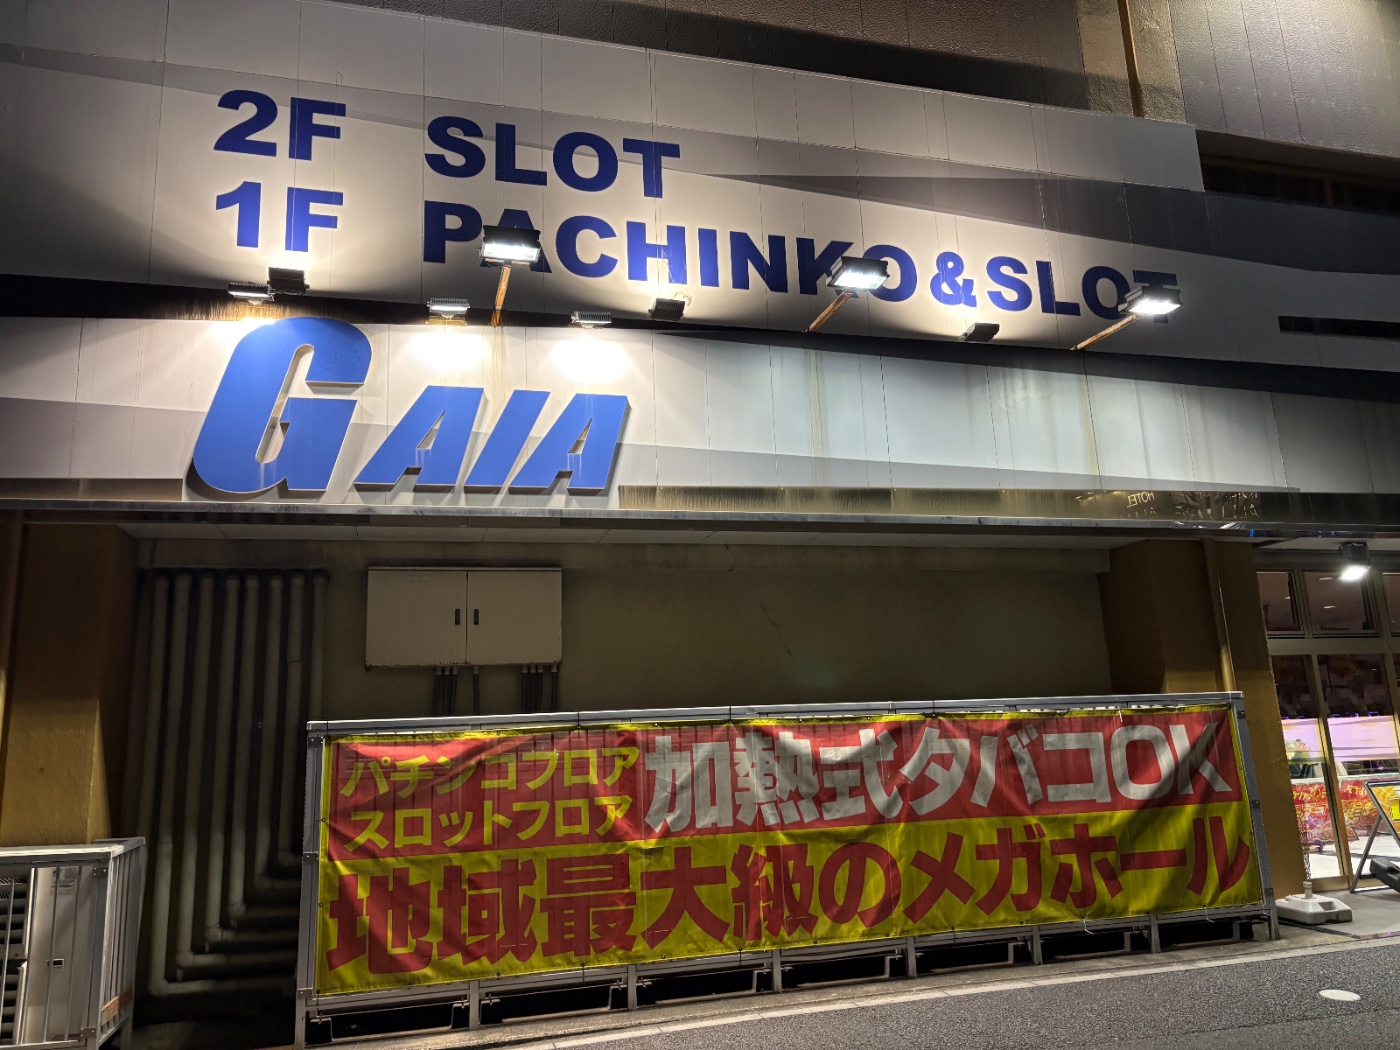 2F SLOT
1F PACHINKO&SLOT
GAIA
HOTEL
パチンコフロア
スロットフロア
加熱式タバコOK
地域最大級のメガホール